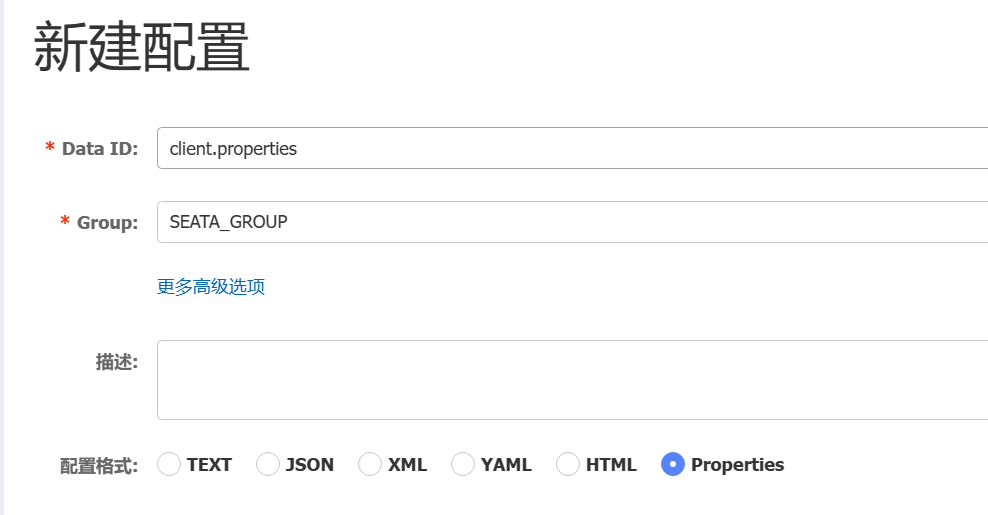 新建配置
* Data ID: client.properties
* Group: SEATA_GROUP
更多高级选项
描述:
配置格式: TEXT JSON XML YAML HTML Properties